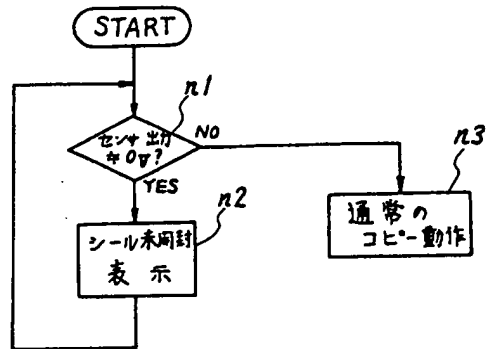 START
n1
センサ出力
≒0V?
NO
YES
n2
シール未開封
表示
n3
通常の
コピー動作